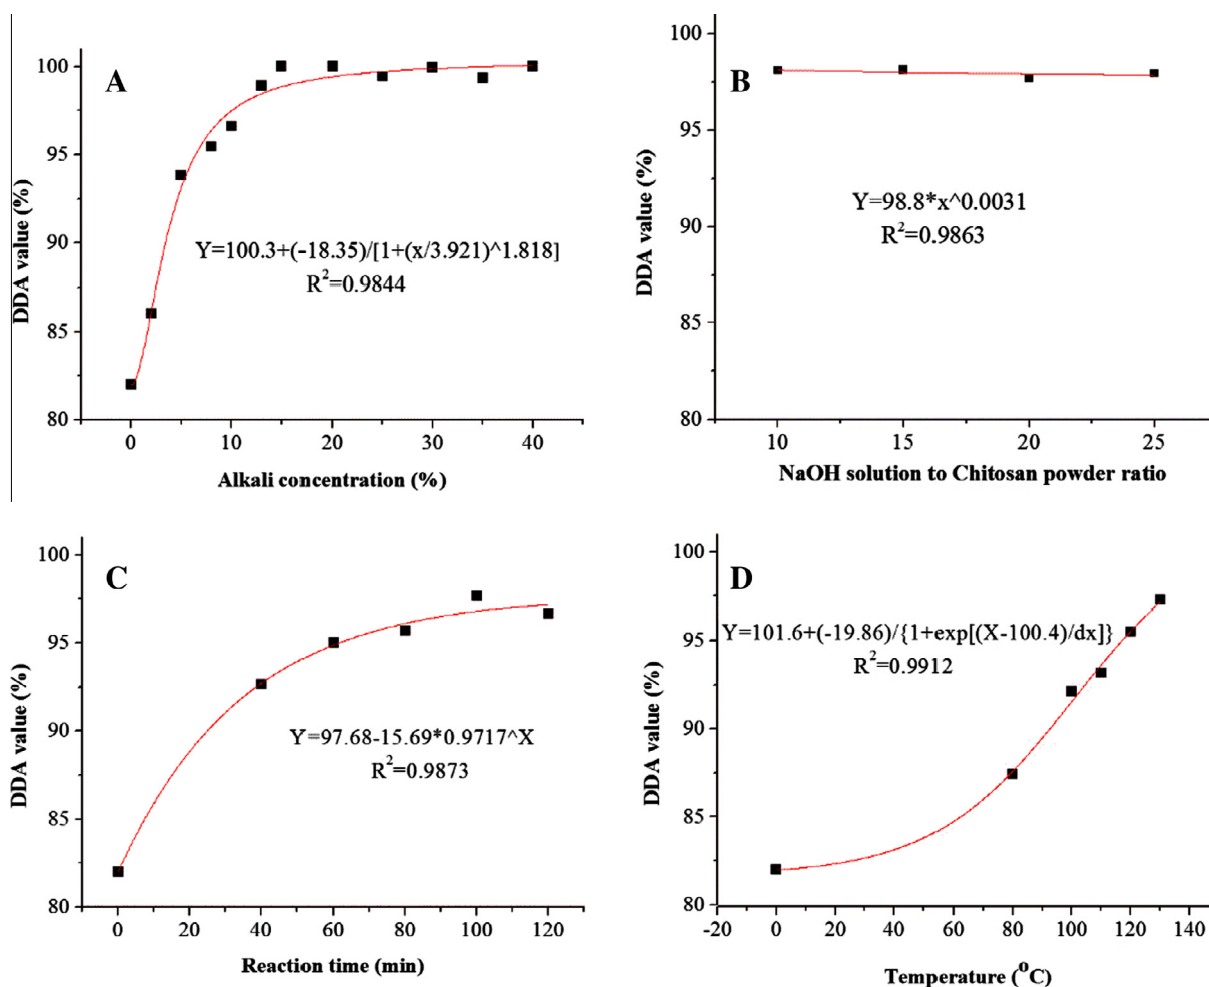 A
DDA value (%)
100
95
90
85
80
Y=100.3+(-18.35)/[1+(x/3.921)^1.818]
R²=0.9844
0
10
20
30
40
Alkali concentration (%)
B
DDA value (%)
100
95
90
85
80
Y=98.8*x^0.0031
R²=0.9863
10
15
20
25
NaOH solution to Chitosan powder ratio
C
DDA value (%)
100
95
90
85
80
Y=97.68-15.69*0.9717^X
R²=0.9873
0
20
40
60
80
100
120
Reaction time (min)
D
DDA value (%)
100
95
90
85
80
Y=101.6+(-19.86)/{1+exp[(X-100.4)/dx]}
R²=0.9912
-20
0
20
40
60
80
100
120
140
Temperature (°C)